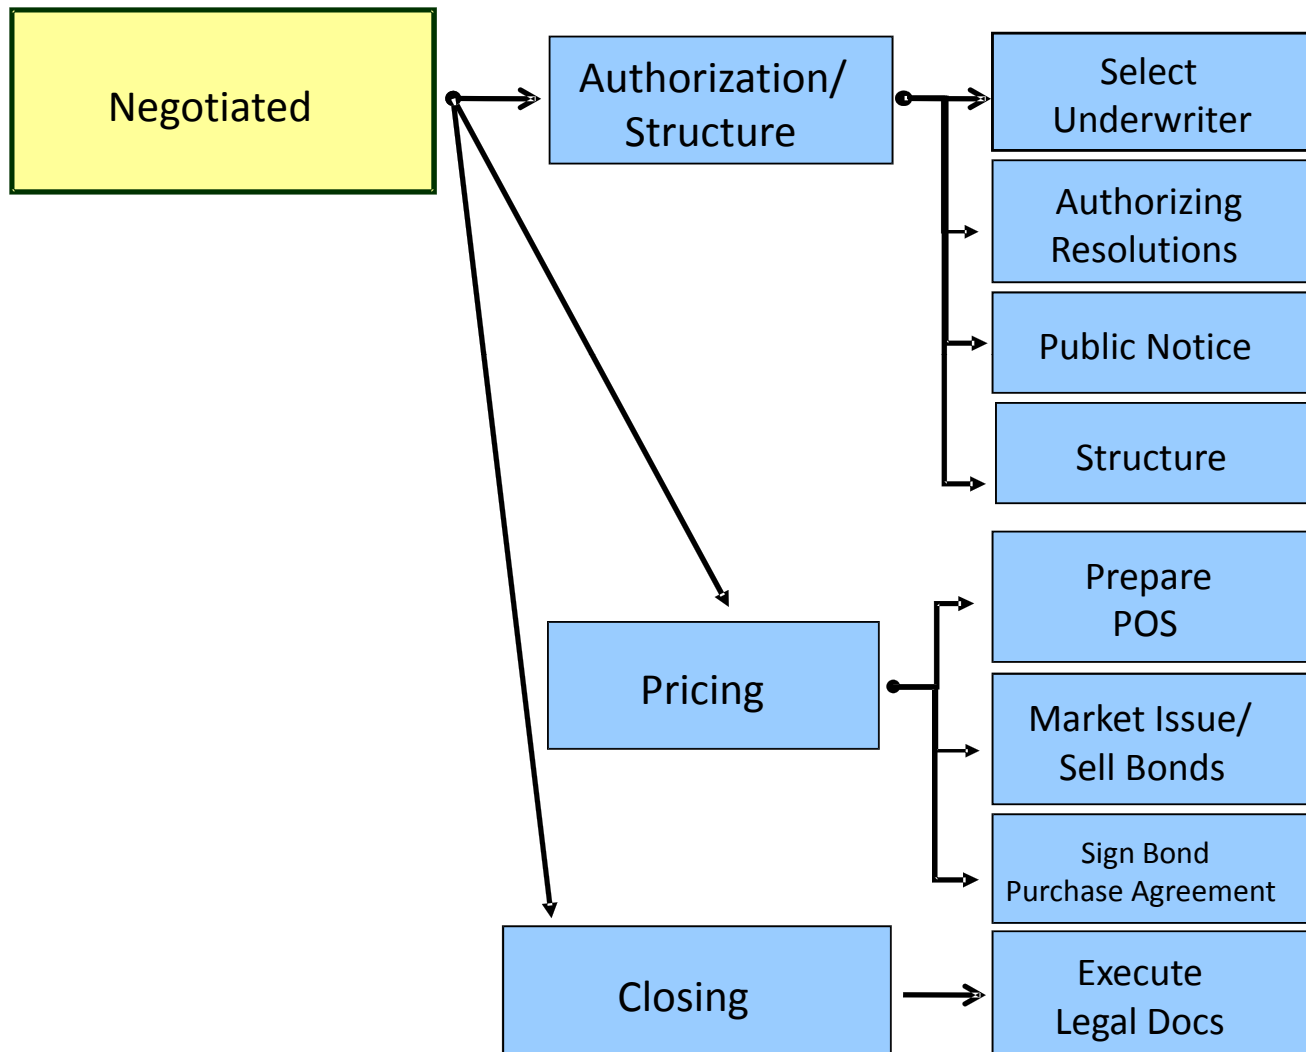 Negotiated
Authorization/
Structure
Select
Underwriter
Authorizing
Resolutions
Public Notice
Structure
Pricing
Prepare
POS
Market Issue/
Sell Bonds
Sign Bond
Purchase Agreement
Closing
Execute
Legal Docs